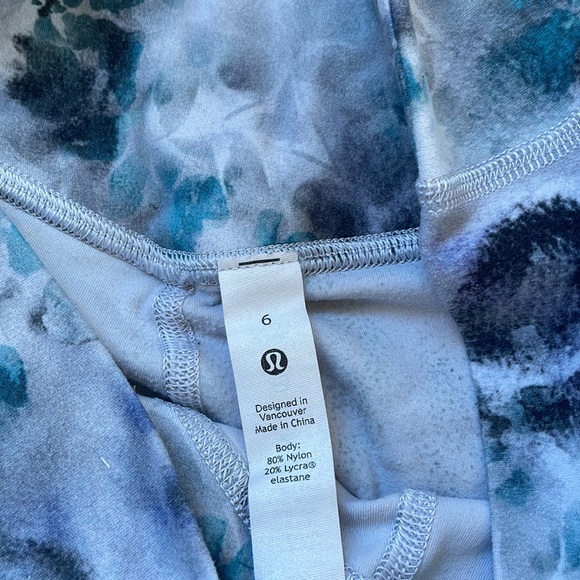 6
Designed in
Vancouver
Made in China
Body:
80% Nylon
20% Lycra®
elastane